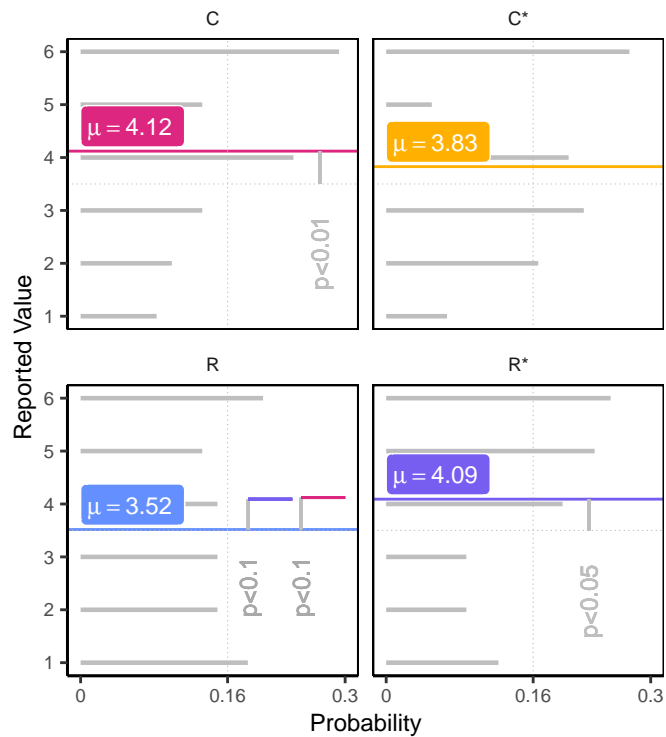 C
C*
6
5
4
3
2
1
μ = 4.12
p<0.01
μ = 3.83
Reported Value
R
R*
6
5
4
3
2
1
μ = 3.52
p<0.1
p<0.1
μ = 4.09
p<0.05
0
0.16
0.3
0
0.16
0.3
Probability